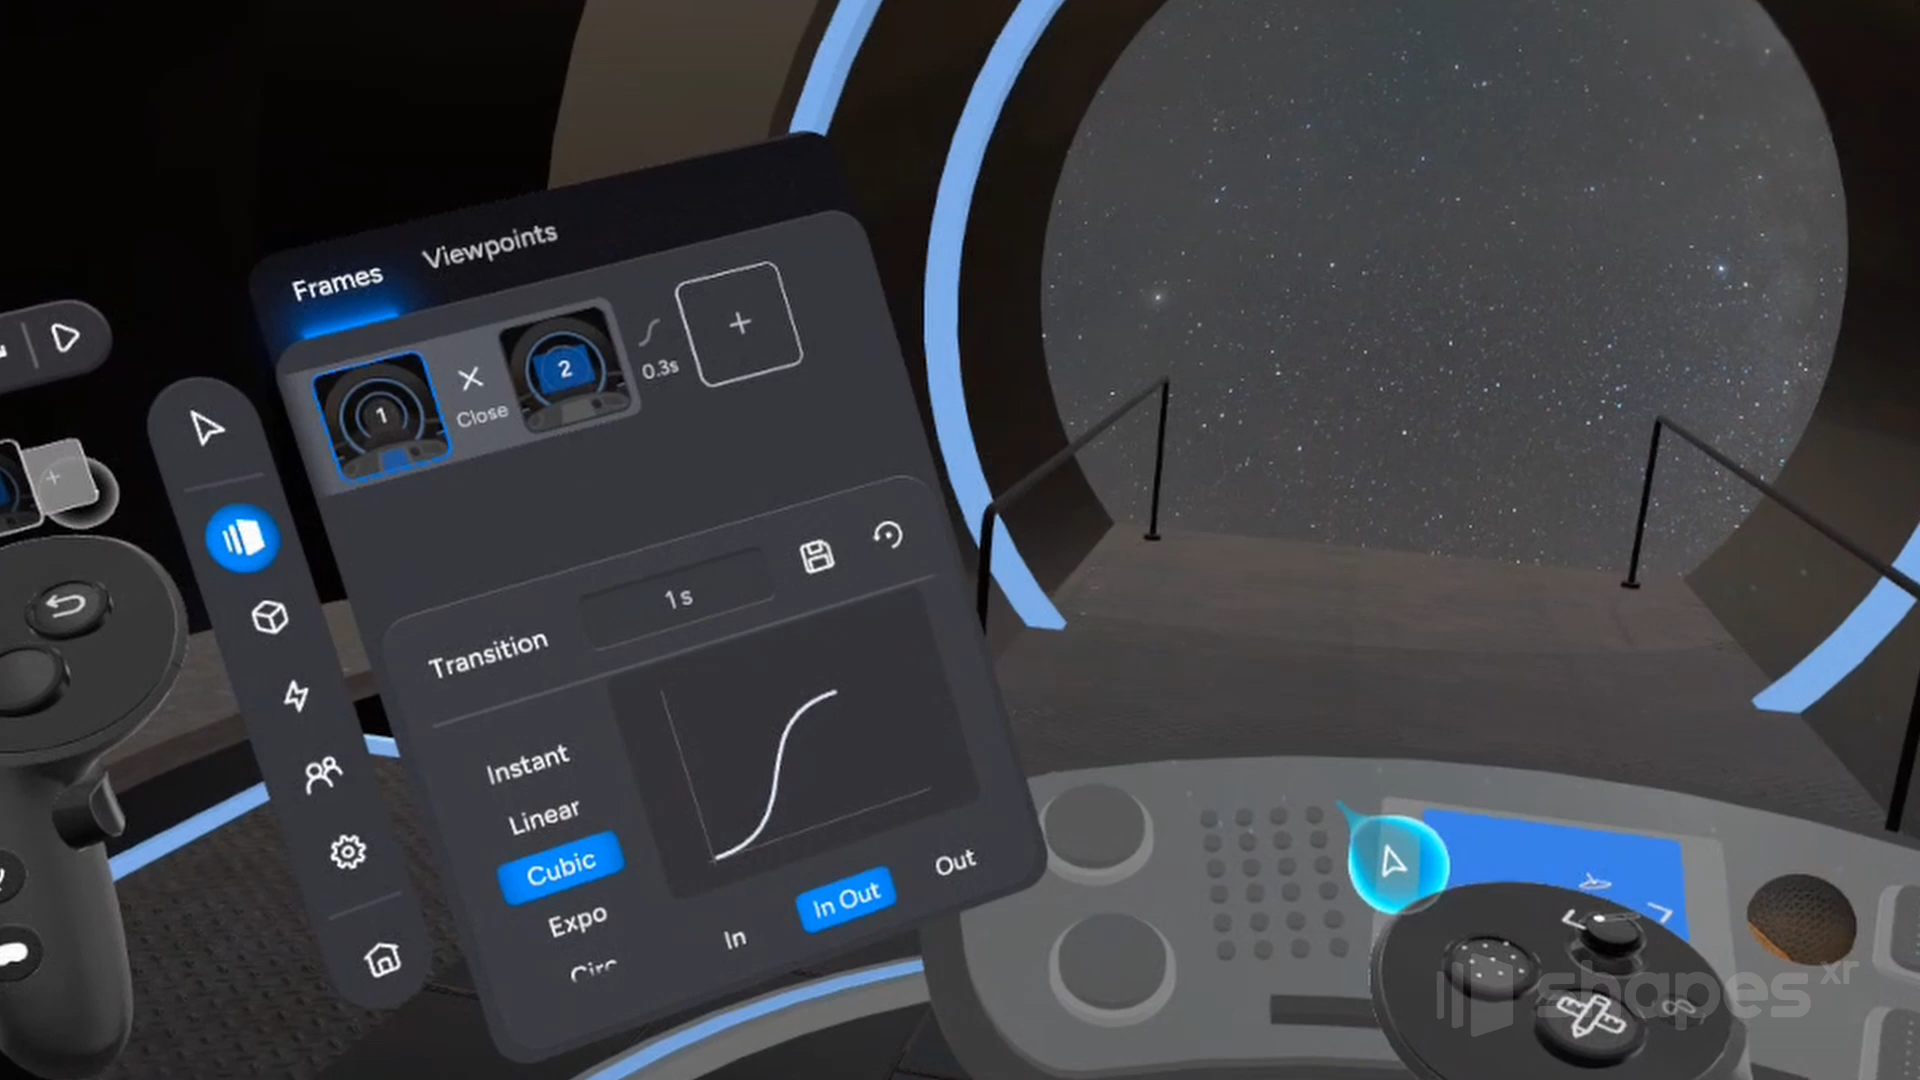 Frames
Viewpoints
1
Close
2
0.3s
Transition
1s
Instant
Linear
Cubic
Expo
Circ
In
In Out
Out
shapes xr